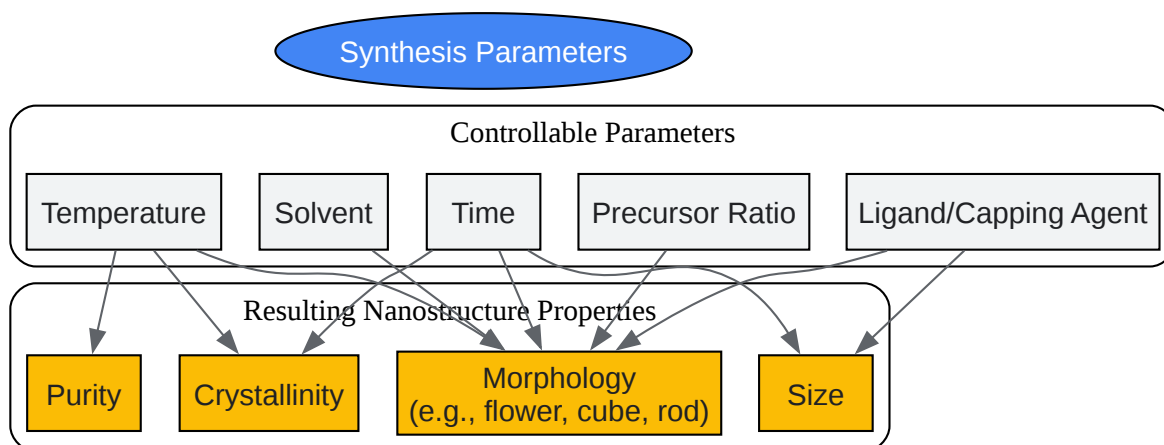 Synthesis Parameters
Controllable Parameters
Temperature
Solvent
Time
Precursor Ratio
Ligand/Capping Agent
Resulting Nanostructure Properties
Purity
Crystallinity
Morphology
(e.g., flower, cube, rod)
Size